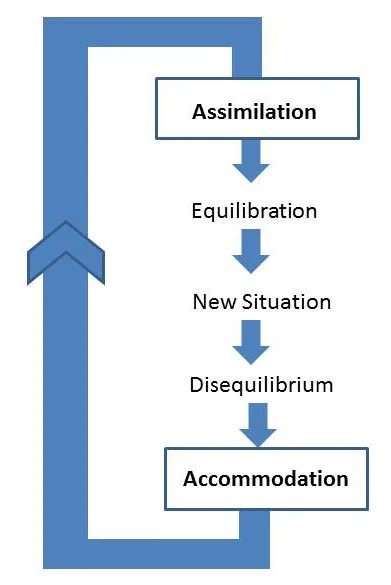 Assimilation
Equilibration
New Situation
Disequilibrium
Accommodation